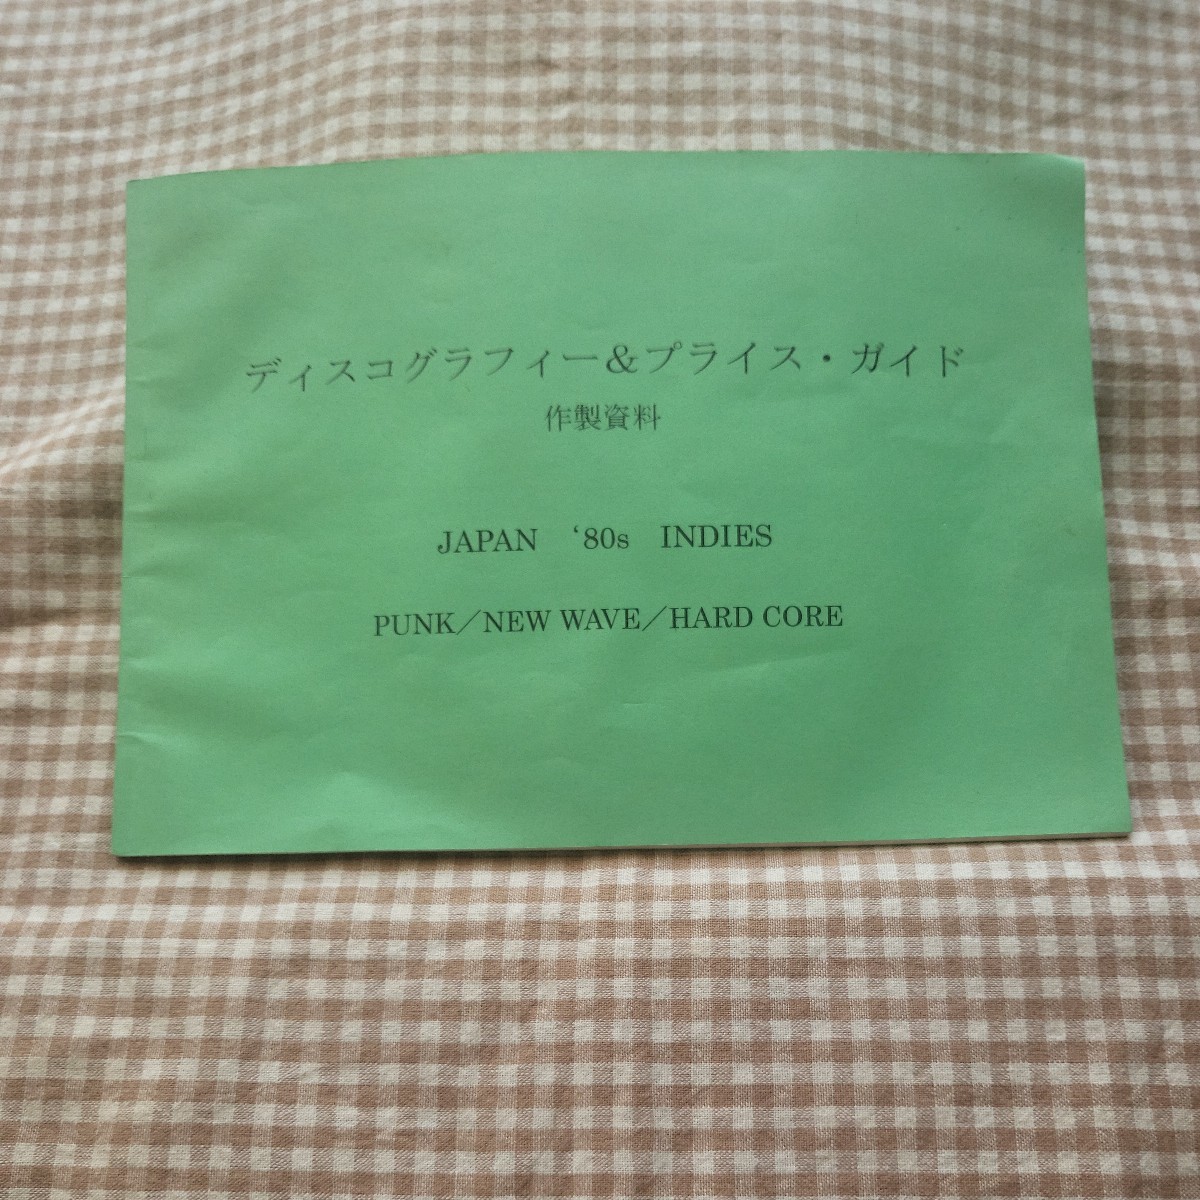 ディスコグラフィー&プライス・ガイド
作製資料
JAPAN ‘80s INDIES
PUNK/NEW WAVE/HARD CORE